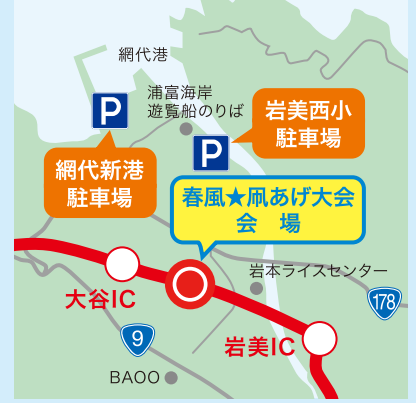 網代港
浦富海岸
遊覧船のりば
P
岩美西小
駐車場
P
網代新港
駐車場
春風★凧あげ大会
会　場
大谷IC
岩本ライスセンター
178
9
岩美IC
BAOO